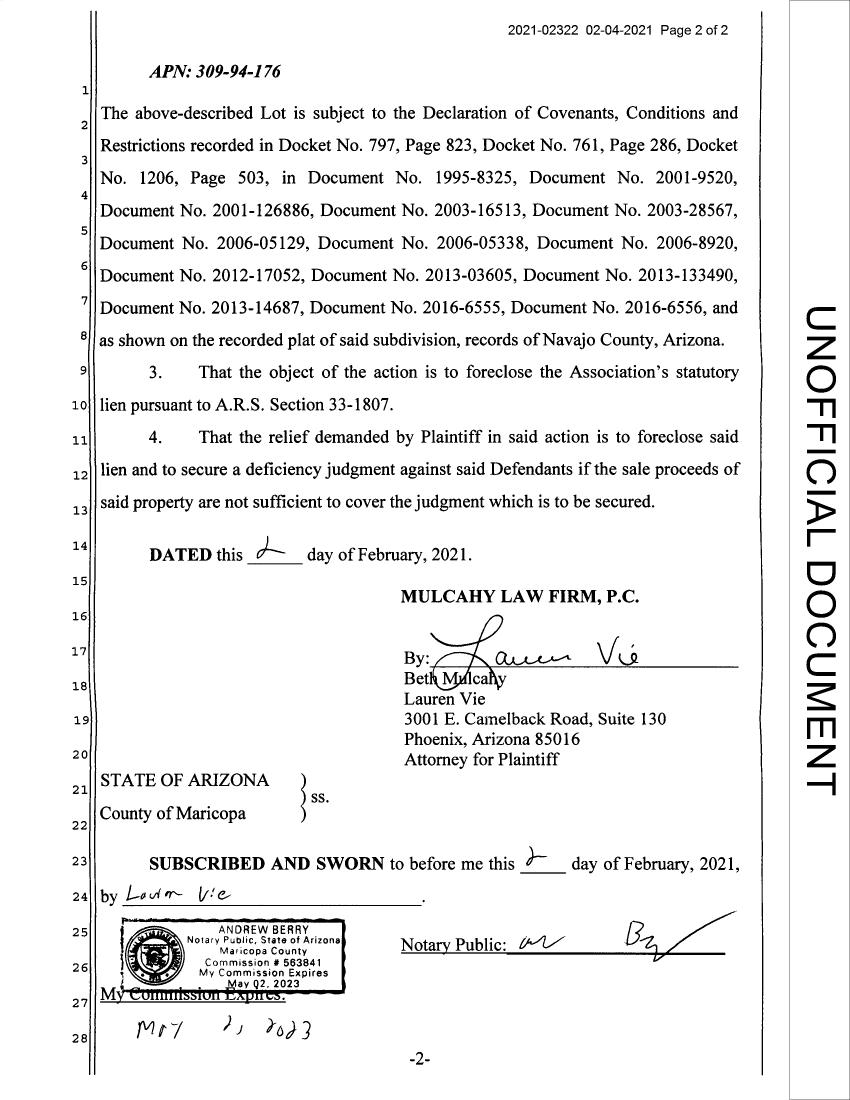 2021-02322 02-04-2021 Page 2 of 2
APN: 309-94-176
1
The above-described Lot is subject to the Declaration of Covenants, Conditions and
2
Restrictions recorded in Docket No. 797, Page 823, Docket No. 761, Page 286, Docket
3
No. 1206, Page 503, in Document No. 1995-8325, Document No. 2001-9520,
4
Document No. 2001-126886, Document No. 2003-16513, Document No. 2003-28567,
5
Document No. 2006-05129, Document No. 2006-05338, Document No. 2006-8920,
6
Document No. 2012-17052, Document No. 2013-03605, Document No. 2013-133490,
7
Document No. 2013-14687, Document No. 2016-6555, Document No. 2016-6556, and
8 as shown on the recorded plat of said subdivision, records of Navajo County, Arizona.
9 3. That the object of the action is to foreclose the Association's statutory
10 lien pursuant to A.R.S. Section 33-1807.
11 4. That the relief demanded by Plaintiff in said action is to foreclose said
12 lien and to secure a deficiency judgment against said Defendants if the sale proceeds of
13 said property are not sufficient to cover the judgment which is to be secured.
14 DATED this 2 day of February, 2021.
15
MULCAHY LAW FIRM, P.C.
16
17 By: Lauren Vie
Beth Mulcahy
18
Lauren Vie
19 3001 E. Camelback Road, Suite 130
Phoenix, Arizona 85016
20 Attorney for Plaintiff
21 STATE OF ARIZONA )
) ss.
22 County of Maricopa )
23 SUBSCRIBED AND SWORN to before me this 2 day of February, 2021,
24 by Lauren Vie.
25 ANDREW BERRY
Notary Public, State of Arizona
Maricopa County
Commission # 563841
My Commission Expires
May 02, 2023
Notary Public:
26
27 My Commission Expires:
May 2, 2023
28
-2-
UNOFFICIAL DOCUMENT